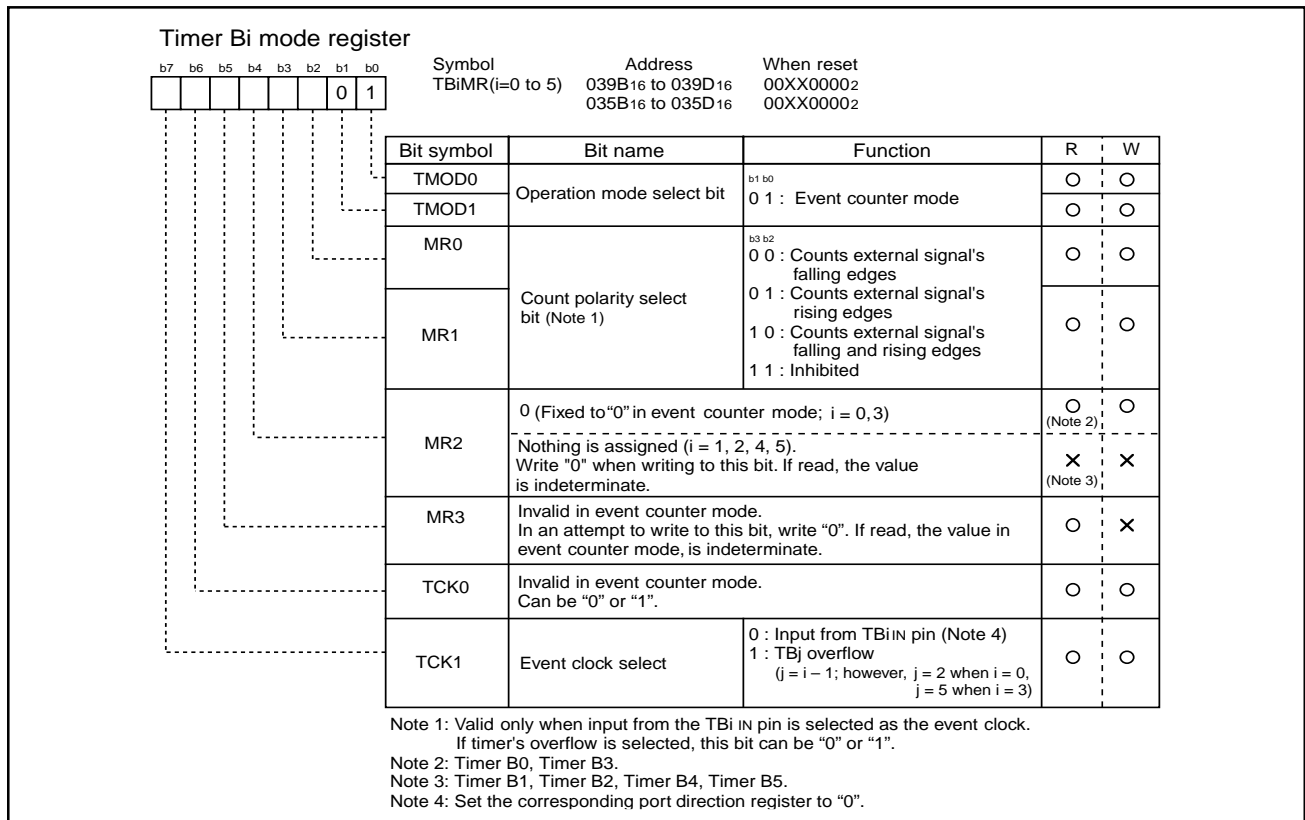 Timer Bi mode register
b7 b6 b5 b4 b3 b2 b1 b0
0 1
Symbol Address When reset
TBiMR(i=0 to 5) 039B16 to 039D16 00XX00002
035B16 to 035D16 00XX00002
Bit symbol Bit name Function R W
TMOD0
TMOD1
Operation mode select bit
b1 b0
0 1 : Event counter mode
O O
O O
MR0
MR1
Count polarity select
bit (Note 1)
b3 b2
0 0 : Counts external signal's
falling edges
0 1 : Counts external signal's
rising edges
1 0 : Counts external signal's
falling and rising edges
1 1 : Inhibited
O O
O O
MR2
0 (Fixed to “0” in event counter mode; i = 0, 3)
O O
(Note 2)
Nothing is assigned (i = 1, 2, 4, 5).
Write "0" when writing to this bit. If read, the value
is indeterminate.
× ×
(Note 3)
MR3
Invalid in event counter mode.
In an attempt to write to this bit, write “0”. If read, the value in
event counter mode, is indeterminate.
O ×
TCK0
Invalid in event counter mode.
Can be “0” or “1”.
O O
TCK1
Event clock select
0 : Input from TBiIN pin (Note 4)
1 : TBj overflow
(j = i – 1; however, j = 2 when i = 0,
j = 5 when i = 3)
O O
Note 1: Valid only when input from the TBi IN pin is selected as the event clock.
If timer's overflow is selected, this bit can be “0” or “1”.
Note 2: Timer B0, Timer B3.
Note 3: Timer B1, Timer B2, Timer B4, Timer B5.
Note 4: Set the corresponding port direction register to “0”.